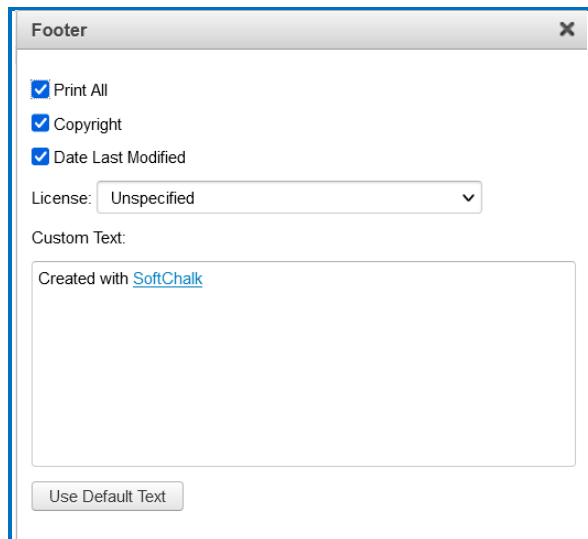 Footer
Print All
Copyright
Date Last Modified
License: Unspecified
Custom Text:
Created with SoftChalk
Use Default Text